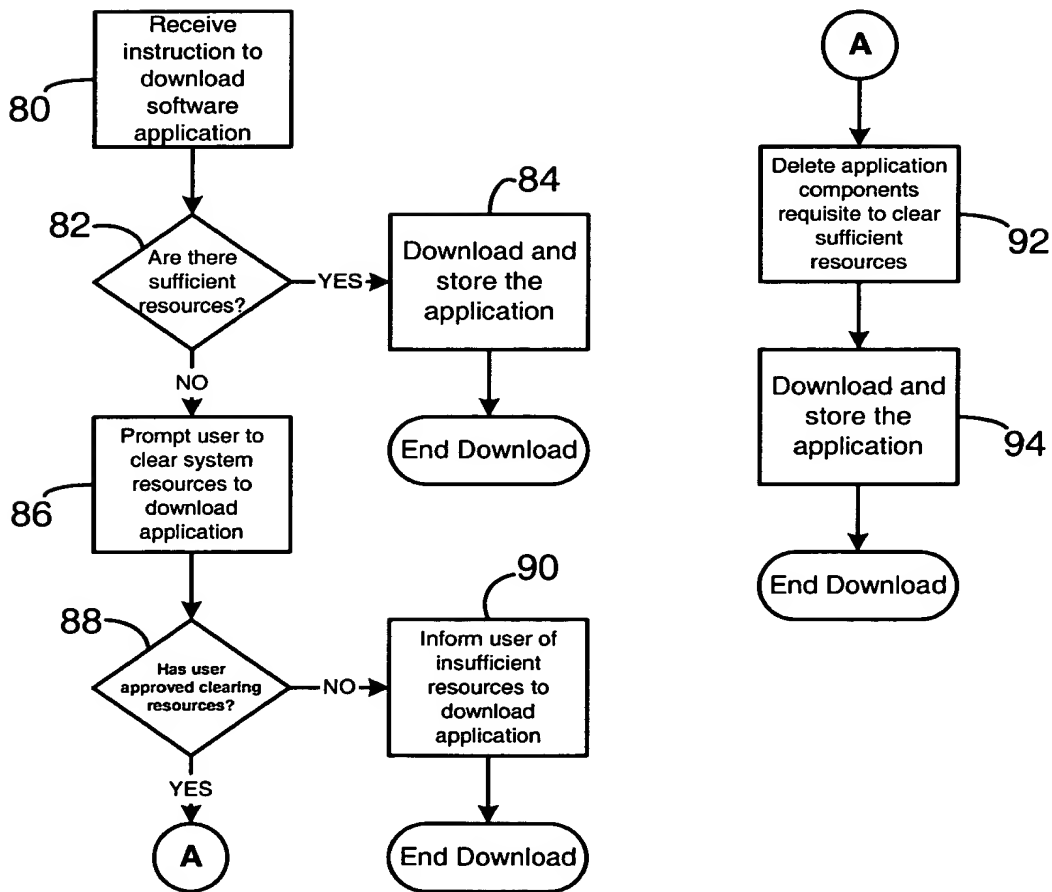 Receive
instruction to
download
software
application
80
82
Are there
sufficient
resources?
YES
84
Download and
store the
application
End Download
NO
Prompt user to
clear system
resources to
download
application
86
88
Has user
approved clearing
resources?
NO
90
Inform user of
insufficient
resources to
download
application
End Download
YES
A
A
Delete application
components
requisite to clear
sufficient
resources
92
Download and
store the
application
94
End Download